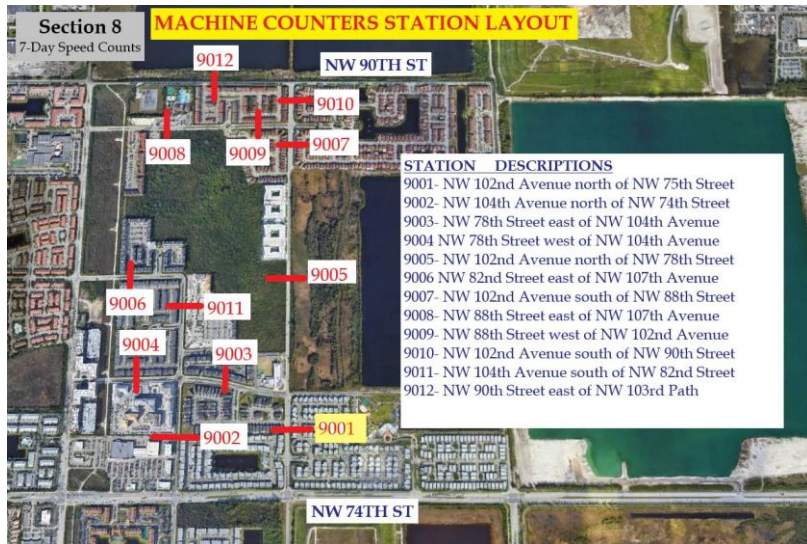 Section 8
7-Day Speed Counts
MACHINE COUNTERS STATION LAYOUT
NW 90TH ST
9012
9010
9008
9009
9007
9005
9006
9011
9004
9003
9002
9001
NW 74TH ST
STATION DESCRIPTIONS
9001- NW 102nd Avenue north of NW 75th Street
9002- NW 104th Avenue north of NW 74th Street
9003- NW 78th Street east of NW 104th Avenue
9004 NW 78th Street west of NW 104th Avenue
9005- NW 102nd Avenue north of NW 78th Street
9006 NW 82nd Street east of NW 107th Avenue
9007- NW 102nd Avenue south of NW 88th Street
9008- NW 88th Street east of NW 107th Avenue
9009- NW 88th Street west of NW 102nd Avenue
9010- NW 102nd Avenue south of NW 90th Street
9011- NW 104th Avenue south of NW 82nd Street
9012- NW 90th Street east of NW 103rd Path